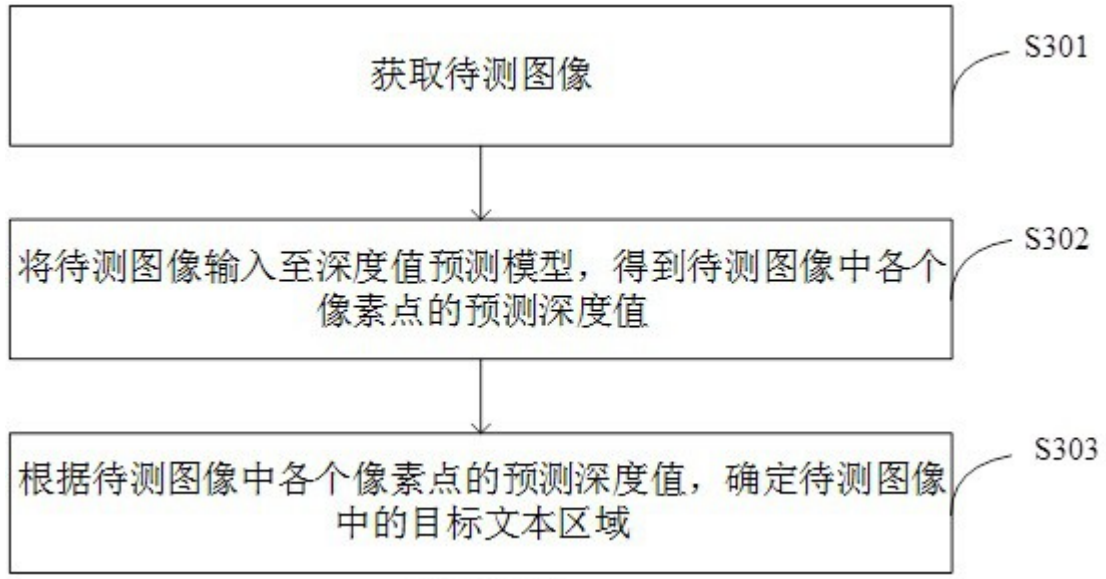 获取待测图像
S301
将待测图像输入至深度值预测模型，得到待测图像中各个
像素点的预测深度值
S302
根据待测图像中各个像素点的预测深度值，确定待测图像
中的目标文本区域
S303